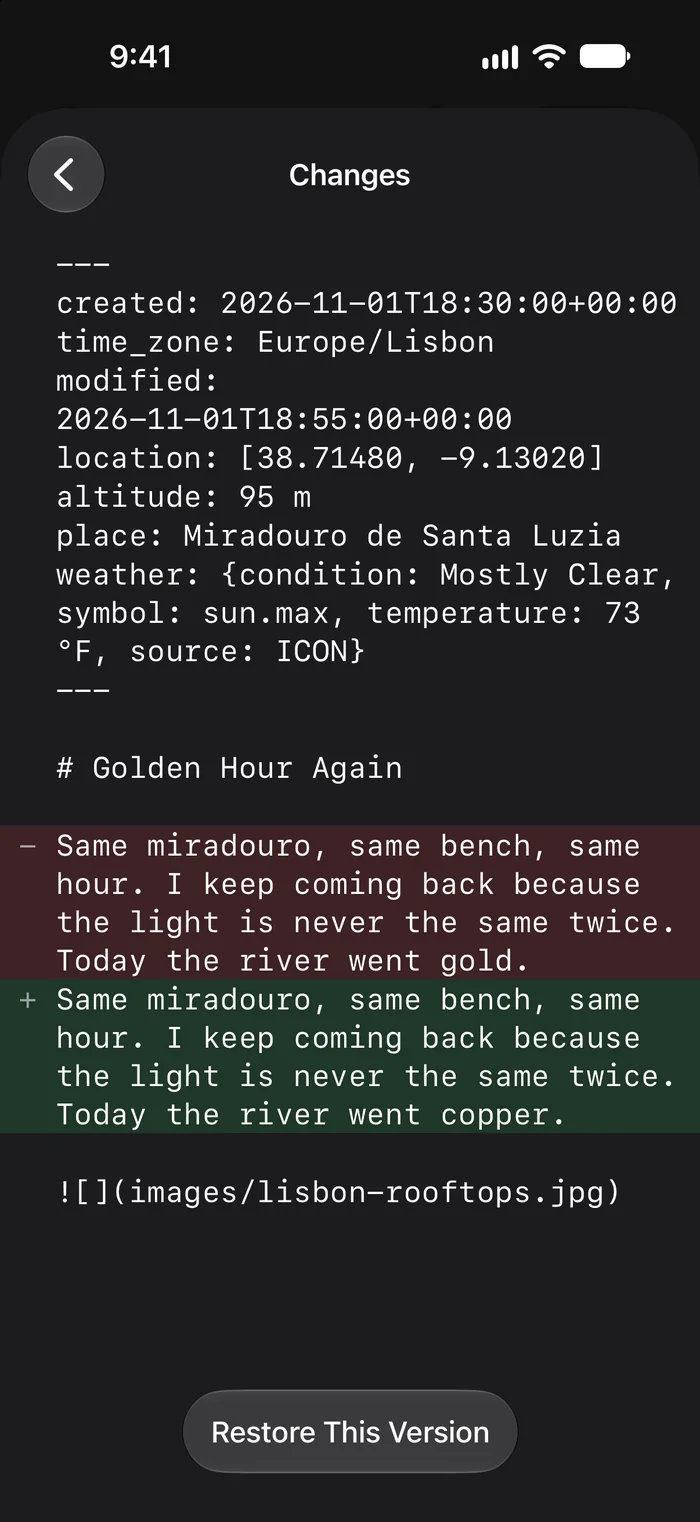 9:41
Changes
---
created: 2026-11-01T18:30:00+00:00
time_zone: Europe/Lisbon
modified:
2026-11-01T18:55:00+00:00
location: [38.71480, -9.13020]
altitude: 95 m
place: Miradouro de Santa Luzia
weather: {condition: Mostly Clear,
symbol: sun.max, temperature: 73
°F, source: ICON}
---
# Golden Hour Again
- Same miradouro, same bench, same
hour. I keep coming back because
the light is never the same twice.
Today the river went gold.
+ Same miradouro, same bench, same
hour. I keep coming back because
the light is never the same twice.
Today the river went copper.
![](images/lisbon-rooftops.jpg)
Restore This Version